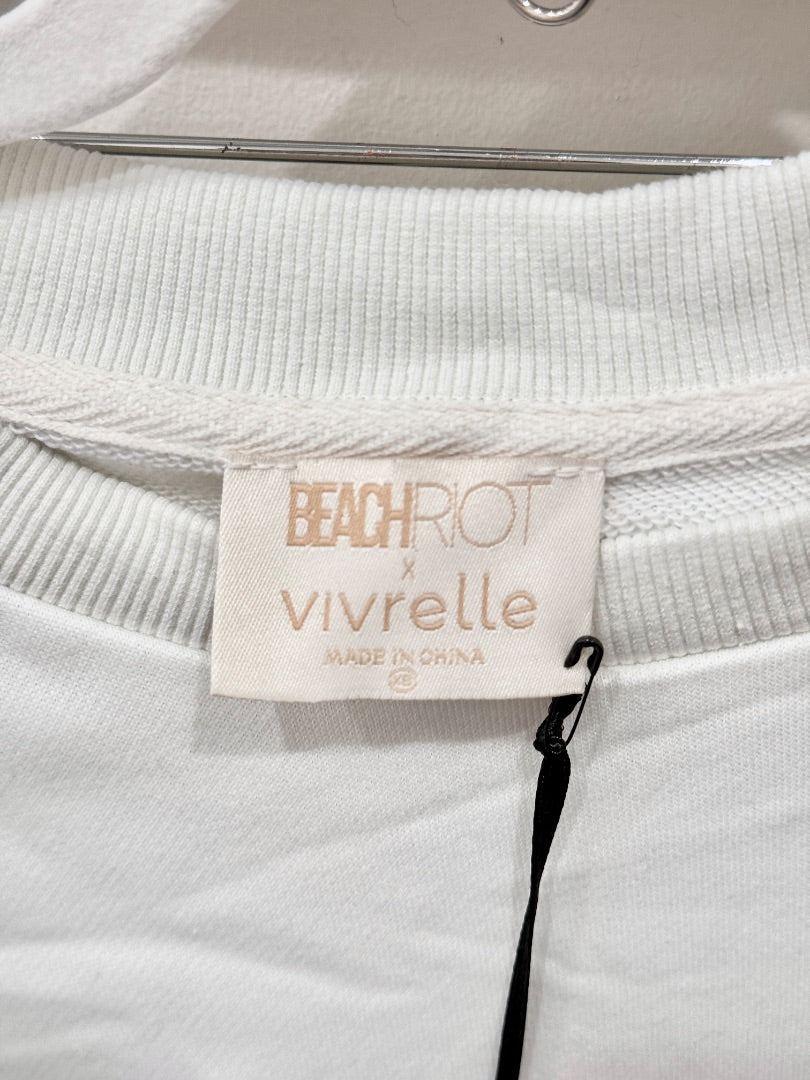 BEACHRIOT
x
vivrelle
MADE IN CHINA
XS